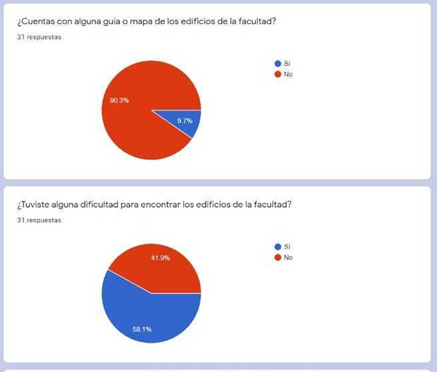 ¿Cuentas con alguna guía o mapa de los edificios de la facultad?
31 respuestas
Sí
No
90.3%
9.7%
¿Tuviste alguna dificultad para encontrar los edificios de la facultad?
31 respuestas
Sí
No
41.9%
58.1%